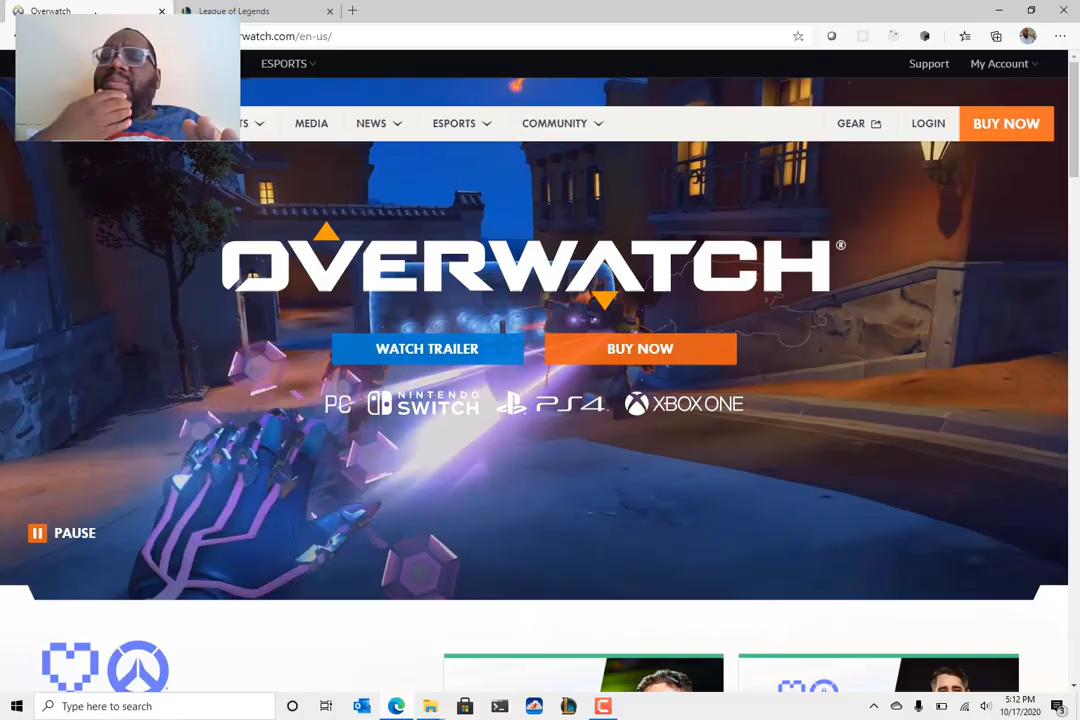 Overwatch
League of Legends
rwatch.com/en-us/
ESPORTS
Support
My Account
TS
MEDIA
NEWS
ESPORTS
COMMUNITY
GEAR
LOGIN
BUY NOW
OVERWATCH®
WATCH TRAILER
BUY NOW
PC
NINTENDO
SWITCH
PS4
XBOX ONE
PAUSE
Type here to search
5:12 PM
10/17/2020
3